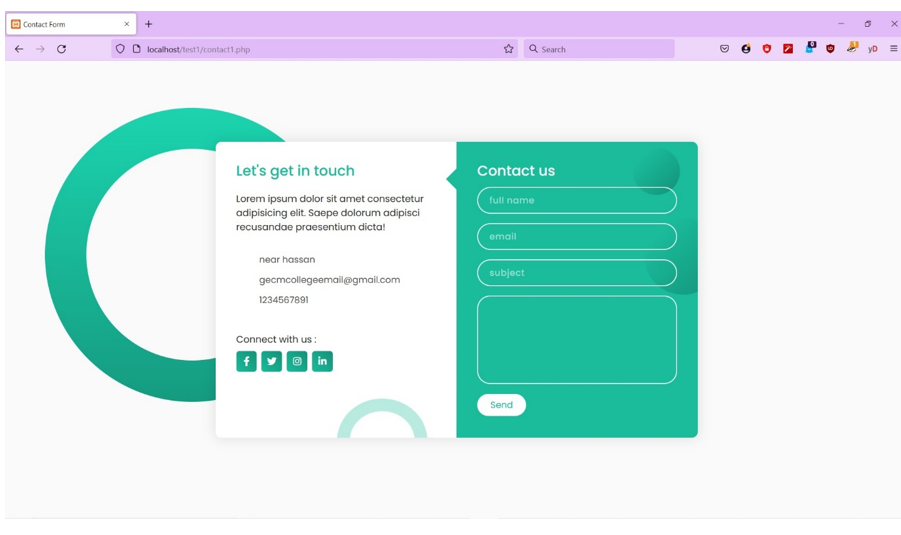 Contact Form
localhost/test1/contact1.php
Search
Let's get in touch
Lorem ipsum dolor sit amet consectetur
adipisicing elit. Saepe dolorum adipisci
recusandae praesentium dicta!
near hassan
gecmcollegeemail@gmail.com
1234567891
Connect with us :
Contact us
full name
email
subject
Send
0
yD